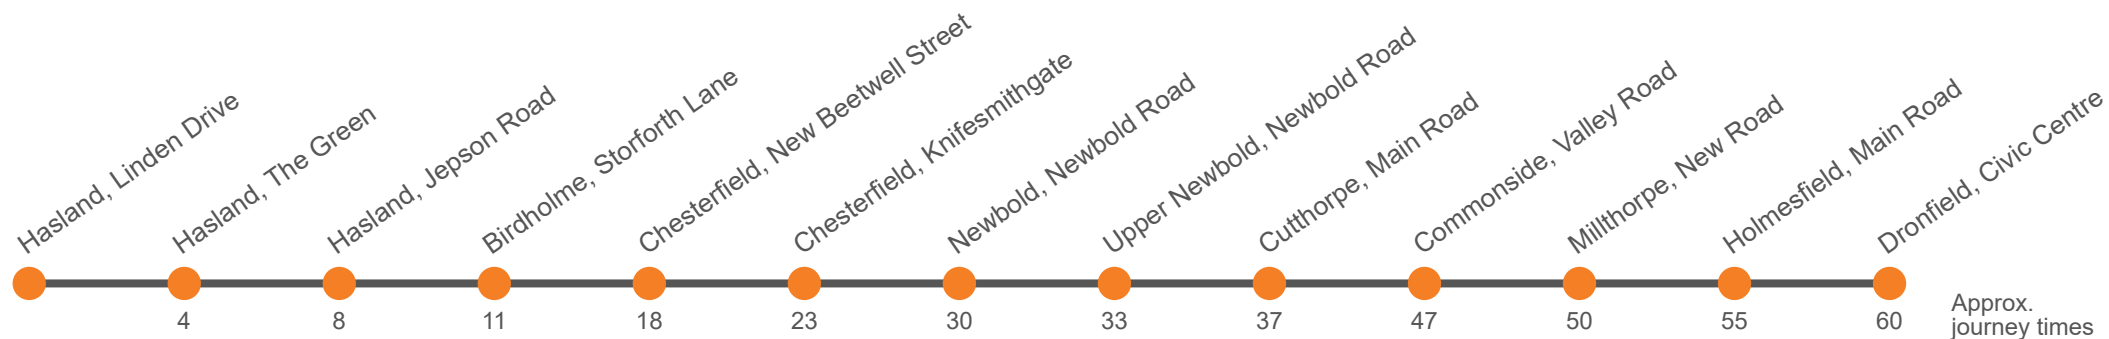 Hasland, Linden Drive
Hasland, The Green
Hasland, Jepson Road
Birdholme, Storforth Lane
Chesterfield, New Beetwell Street
Chesterfield, Knifesmithgate
Newbold, Newbold Road
Upper Newbold, Newbold Road
Cutthorpe, Main Road
Commonside, Valley Road
Millthorpe, New Road
Holmesfield, Main Road
Dronfield, Civic Centre
4 8 11 18 23 30 33 37 47 50 55 60
Approx.
journey times